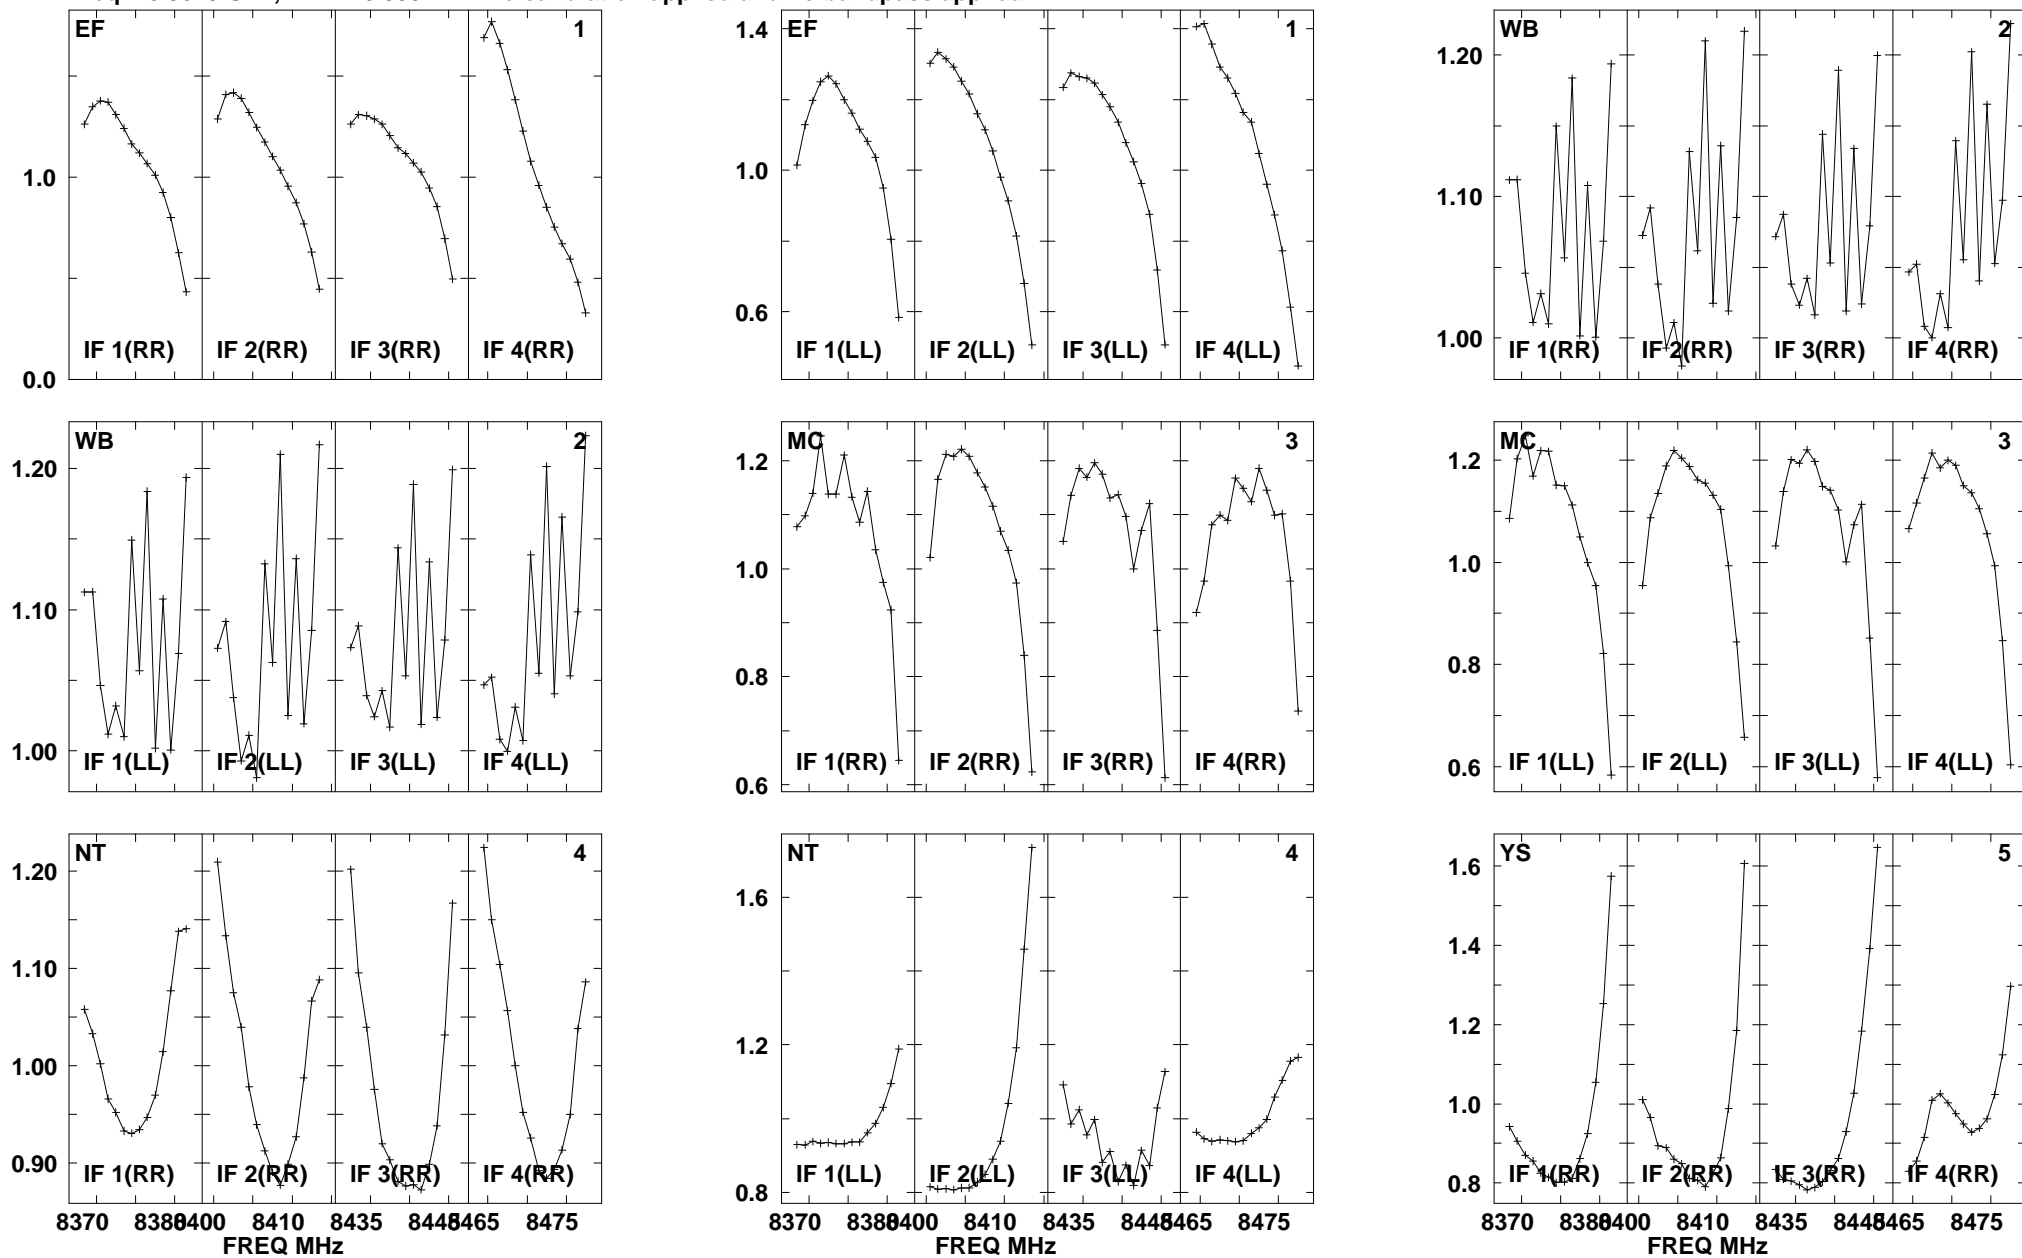 EF 1
1.0
0.0
IF 1(RR) IF 2(RR) IF 3(RR) IF 4(RR)
EF 1
1.4
1.0
0.6
IF 1(LL) IF 2(LL) IF 3(LL) IF 4(LL)
WB 2
1.20
1.10
1.00
IF 1(RR) IF 2(RR) IF 3(RR) IF 4(RR)
WB 2
1.20
1.10
1.00
IF 1(LL) IF 2(LL) IF 3(LL) IF 4(LL)
MC 3
1.2
1.0
0.8
0.6
IF 1(RR) IF 2(RR) IF 3(RR) IF 4(RR)
MC 3
1.2
1.0
0.8
0.6
IF 1(LL) IF 2(LL) IF 3(LL) IF 4(LL)
NT 4
1.20
1.10
1.00
0.90
IF 1(RR) IF 2(RR) IF 3(RR) IF 4(RR)
8370 8380 8400 8410 8435 8445 8465 8475
FREQ MHz
NT 4
1.6
1.2
0.8
IF 1(LL) IF 2(LL) IF 3(LL) IF 4(LL)
8370 8380 8400 8410 8435 8445 8465 8475
FREQ MHz
YS 5
1.6
1.4
1.2
1.0
0.8
IF 1(RR) IF 2(RR) IF 3(RR) IF 4(RR)
8370 8380 8400 8410 8435 8445 8465 8475
FREQ MHz